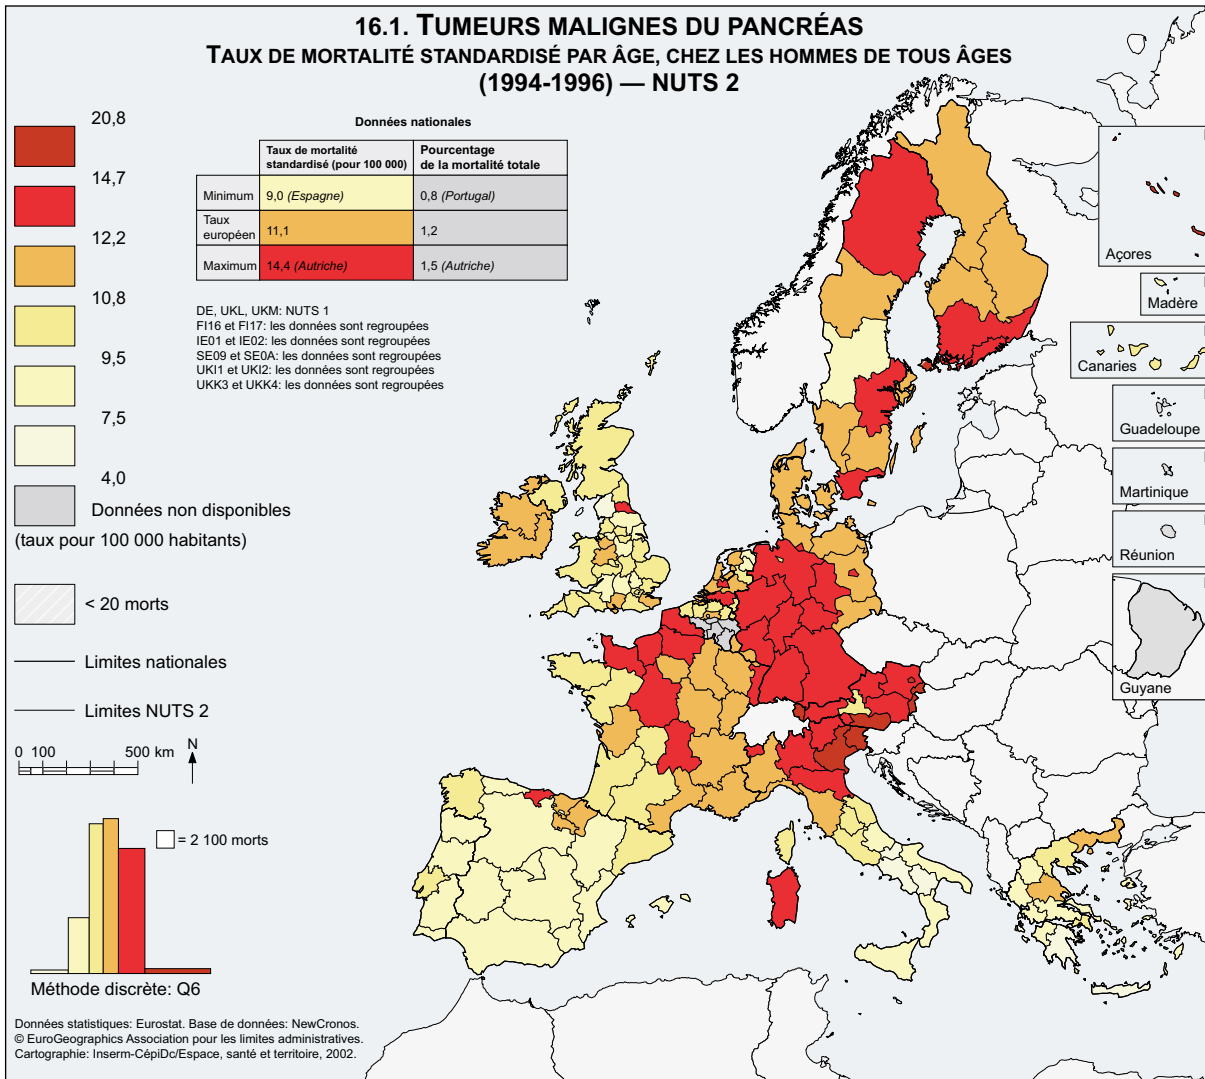 16.1. TUMEURS MALIGNES DU PANCRÉAS
TAUX DE MORTALITÉ STANDARDISÉ PAR ÂGE, CHEZ LES HOMMES DE TOUS ÂGES
(1994-1996) — NUTS 2
20,8
14,7
12,2
10,8
9,5
7,5
4,0
Données non disponibles
(taux pour 100 000 habitants)
< 20 morts
Limites nationales
Limites NUTS 2
0 100 500 km
N
= 2 100 morts
Méthode discrète: Q6
Données nationales
Taux de mortalité
standardisé (pour 100 000)
Pourcentage
de la mortalité totale
Minimum 9,0 (Espagne) 0,8 (Portugal)
Taux
européen 11,1 1,2
Maximum 14,4 (Autriche) 1,5 (Autriche)
DE, UKL, UKM: NUTS 1
FI16 et FI17: les données sont regroupées
IE01 et IE02: les données sont regroupées
SE09 et SE0A: les données sont regroupées
UKI1 et UKI2: les données sont regroupées
UKK3 et UKK4: les données sont regroupées
Açores
Madère
Canaries
Guadeloupe
Martinique
Réunion
Guyane
Données statistiques: Eurostat. Base de données: NewCronos.
© EuroGeographics Association pour les limites administratives.
Cartographie: Inserm-CépiDc/Espace, santé et territoire, 2002.